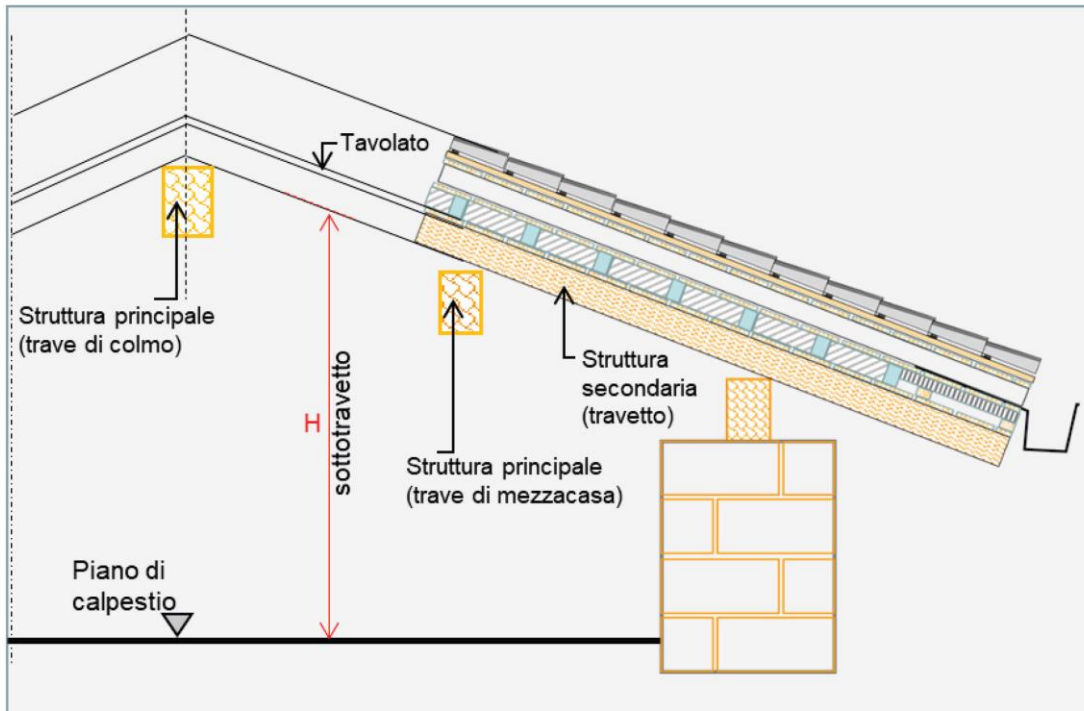 Tavolato
Struttura principale
(trave di colmo)
Struttura
secondaria
(travetto)
H
sottotravetto
Struttura principale
(trave di mezzacasa)
Piano di
calpestio